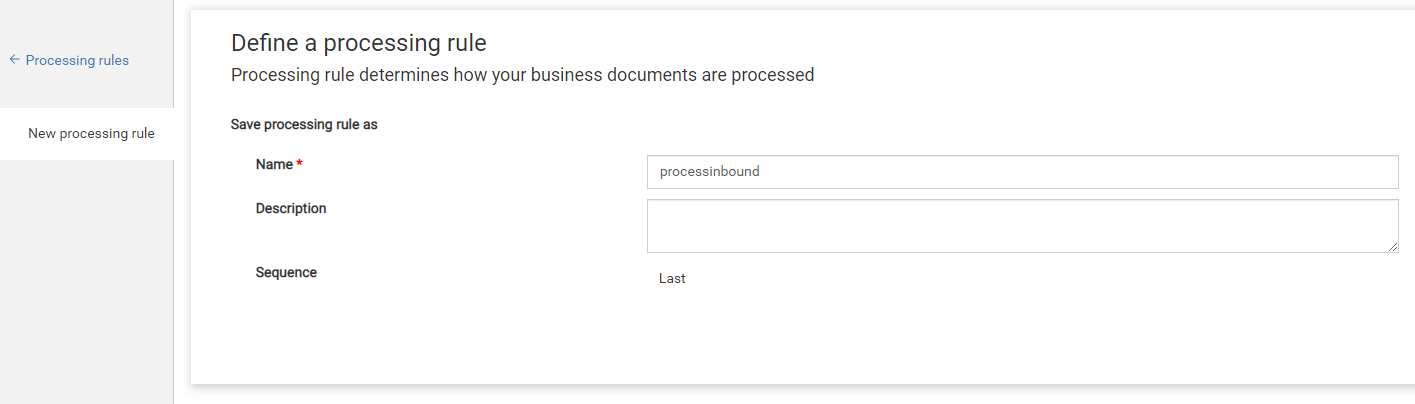 Define a processing rule
Processing rule determines how your business documents are processed
← Processing rules
New processing rule
Save processing rule as
Name *
processinbound
Description
Sequence
Last